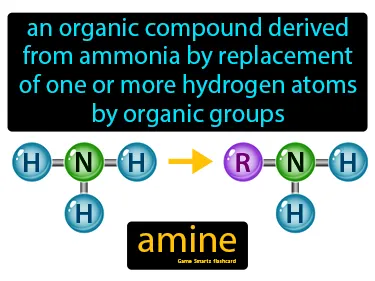 an organic compound derived
from ammonia by replacement
of one or more hydrogen atoms
by organic groups
H N H R N H
H H
amine
Game Smartz flashcard